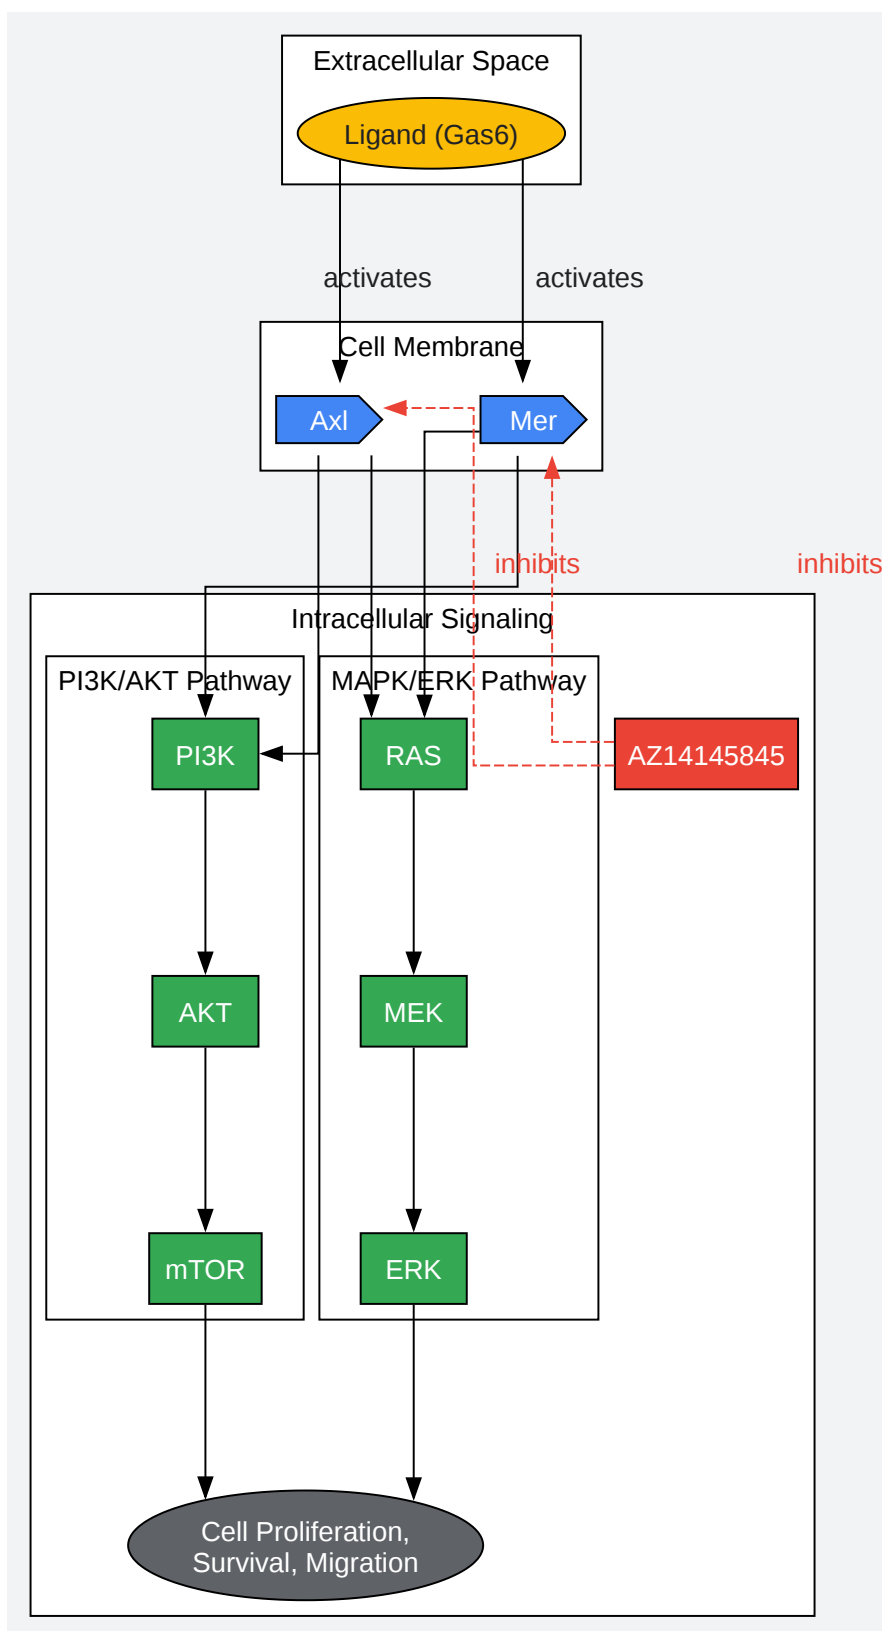 Extracellular Space
Ligand (Gas6)
activates
activates
Cell Membrane
Axl
Mer
inhibits
inhibits
Intracellular Signaling
PI3K/AKT Pathway
MAPK/ERK Pathway
PI3K
RAS
AZ14145845
AKT
MEK
mTOR
ERK
Cell Proliferation,
Survival, Migration